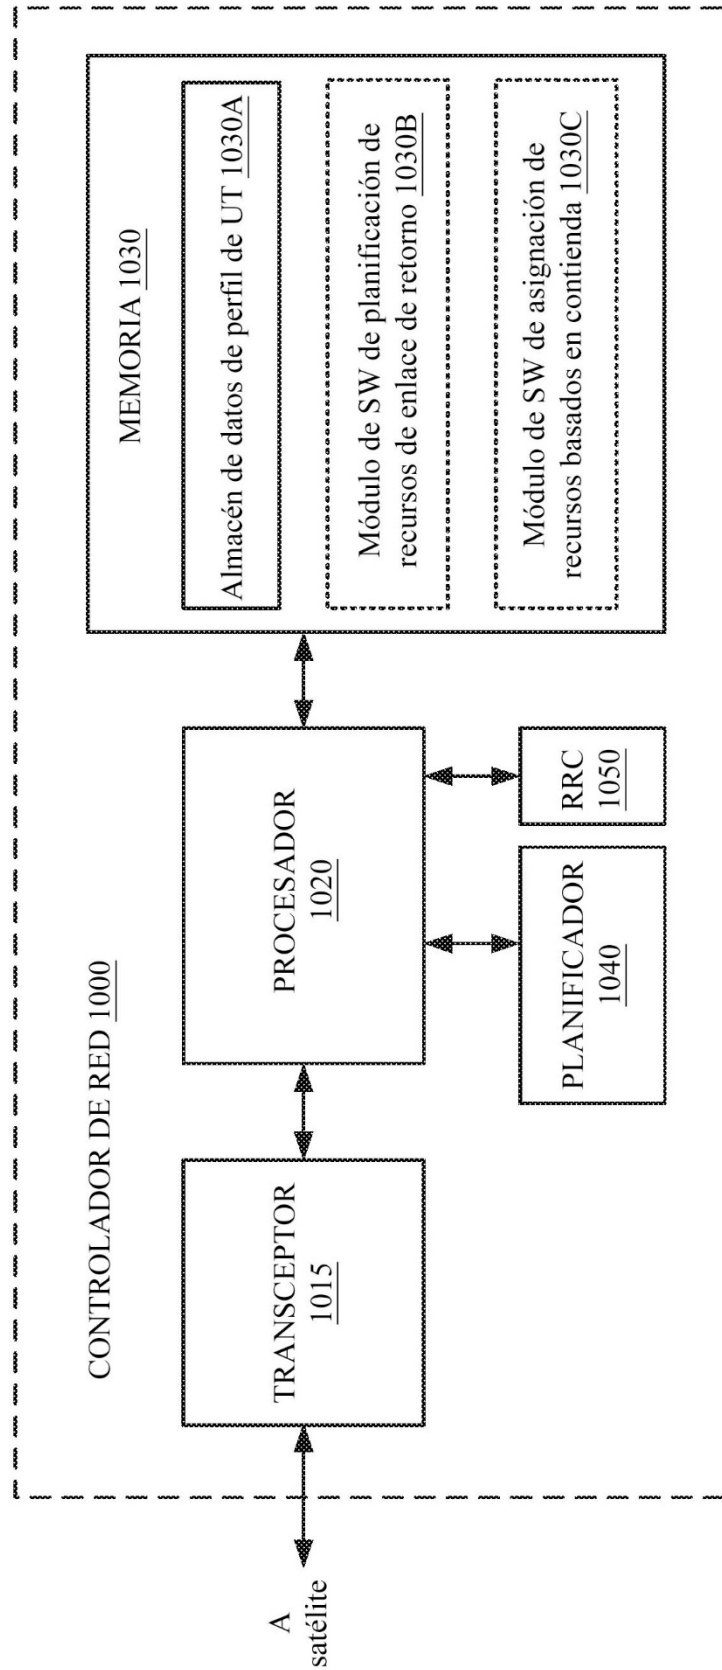 CONTROLADOR DE RED 1000
A
satélite
TRANSCEPTOR
1015
PROCESADOR
1020
PLANIFICADOR
1040
RRC
1050
MEMORIA 1030
Almacén de datos de perfil de UT 1030A
Módulo de SW de planificación de
recursos de enlace de retorno 1030B
Módulo de SW de asignación de
recursos basados en contienda 1030C